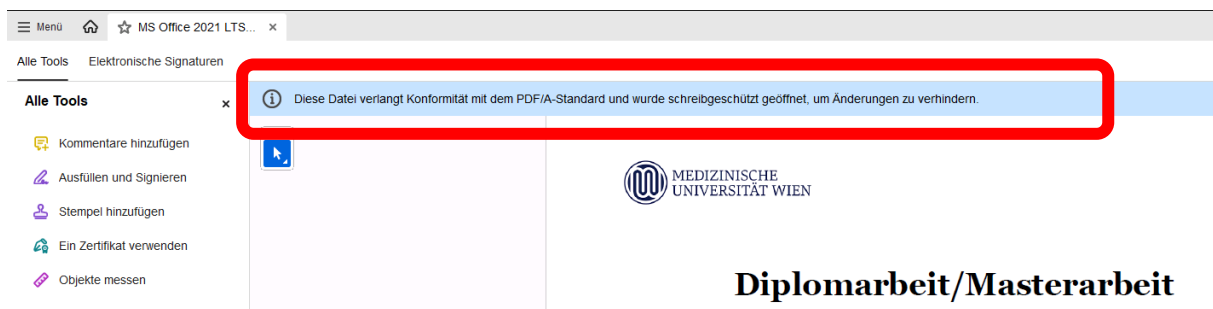 Menü MS Office 2021 LTS... ×
Alle Tools Elektronische Signaturen
Alle Tools ×
Diese Datei verlangt Konformität mit dem PDF/A-Standard und wurde schreibgeschützt geöffnet, um Änderungen zu verhindern.
Kommentare hinzufügen
Ausfüllen und Signieren
Stempel hinzufügen
Ein Zertifikat verwenden
Objekte messen
MEDIZINISCHE
UNIVERSITÄT WIEN
Diplomarbeit/Masterarbeit